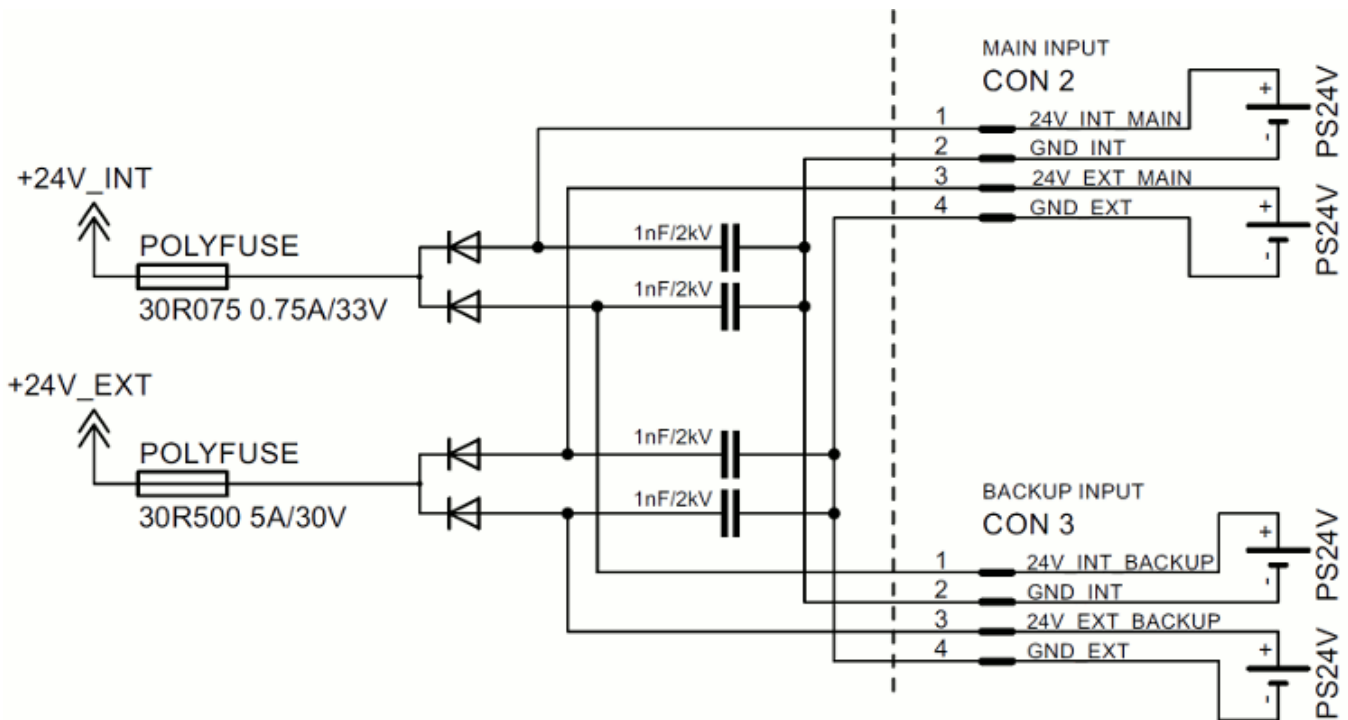 MAIN INPUT
CON 2
1 24V_INT_MAIN
2 GND_INT
3 24V_EXT_MAIN
4 GND_EXT
+
-
PS24V
+
-
PS24V
+24V_INT
POLYFUSE
30R075 0.75A/33V
1nF/2kV
1nF/2kV
+24V_EXT
POLYFUSE
30R500 5A/30V
1nF/2kV
1nF/2kV
BACKUP INPUT
CON 3
1 24V_INT_BACKUP
2 GND_INT
3 24V_EXT_BACKUP
4 GND_EXT
+
-
PS24V
+
-
PS24V